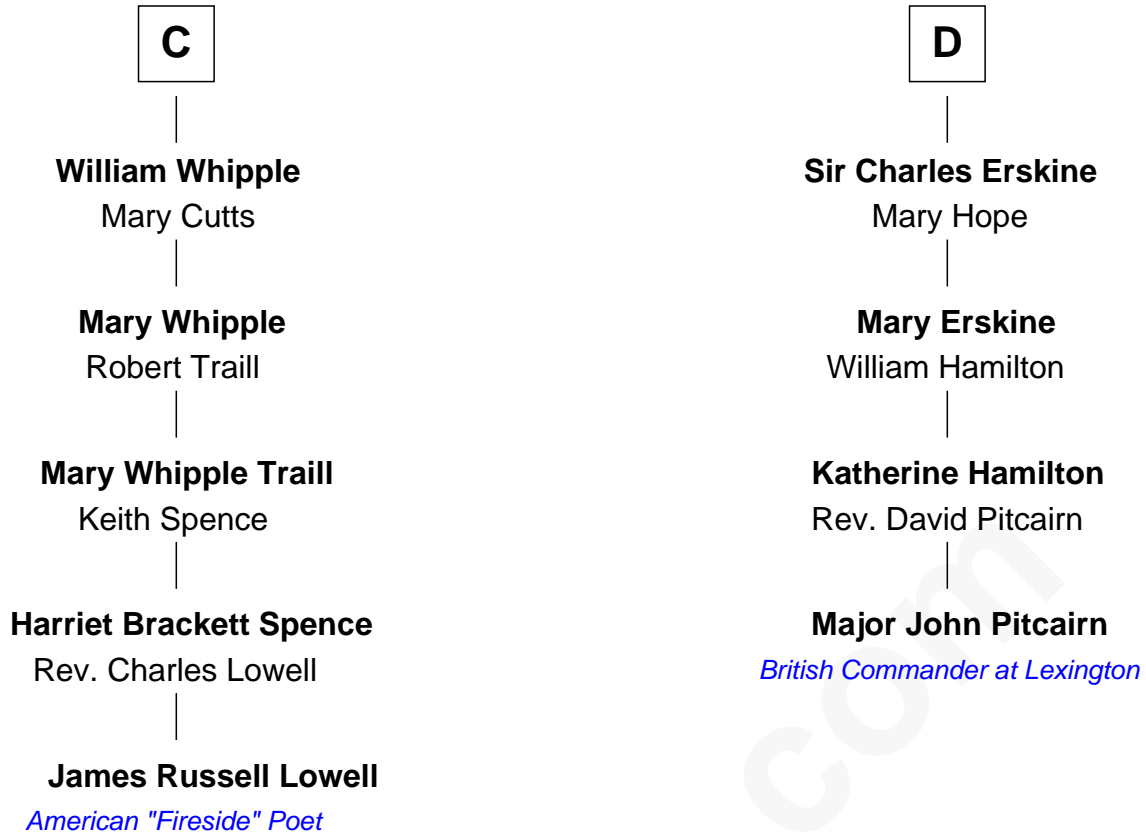 C
William Whipple
Mary Cutts
Mary Whipple
Robert Traill
Mary Whipple Traill
Keith Spence
Harriet Brackett Spence
Rev. Charles Lowell
James Russell Lowell
American "Fireside" Poet
D
Sir Charles Erskine
Mary Hope
Mary Erskine
William Hamilton
Katherine Hamilton
Rev. David Pitcairn
Major John Pitcairn
British Commander at Lexington
com